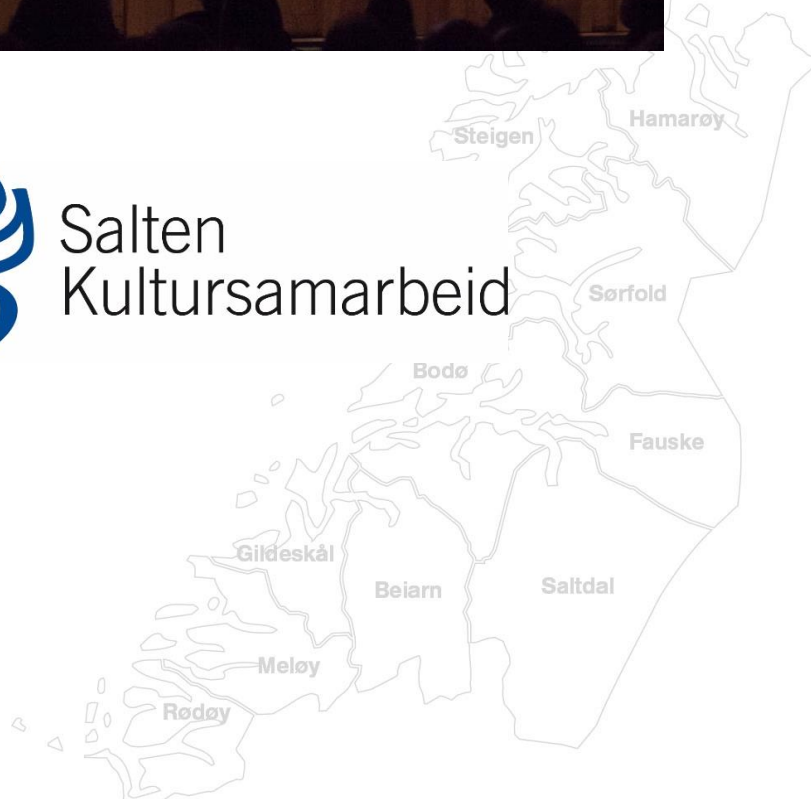 Steigen
Hamarøy
Salten
Kultursamarbeid
Sørfold
Bodø
Fauske
Gildeskål
Beiarn
Saltdal
Meløy
Rødøy